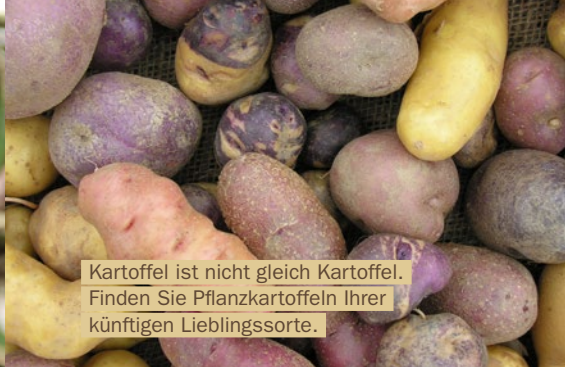 Kartoffel ist nicht gleich Kartoffel.
Finden Sie Pflanzkartoffeln Ihrer
künftigen Lieblingssorte.